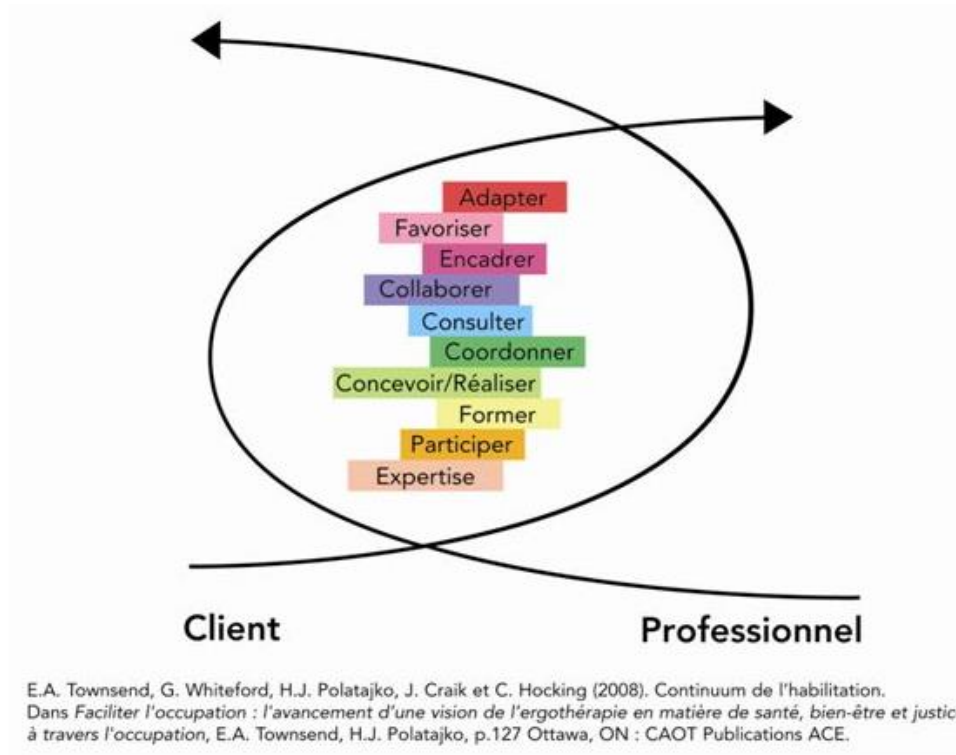 Adapter
Favoriser
Encadrer
Collaborer
Consulter
Coordonner
Concevoir/Réaliser
Former
Participer
Expertise
Client Professionnel
E.A. Townsend, G. Whiteford, H.J. Polatajko, J. Craik et C. Hocking (2008). Continuum de l'habilitation.
Dans Faciliter l'occupation : l'avancement d'une vision de l'ergothérapie en matière de santé, bien-être et justic
à travers l'occupation, E.A. Townsend, H.J. Polatajko, p.127 Ottawa, ON : CAOT Publications ACE.